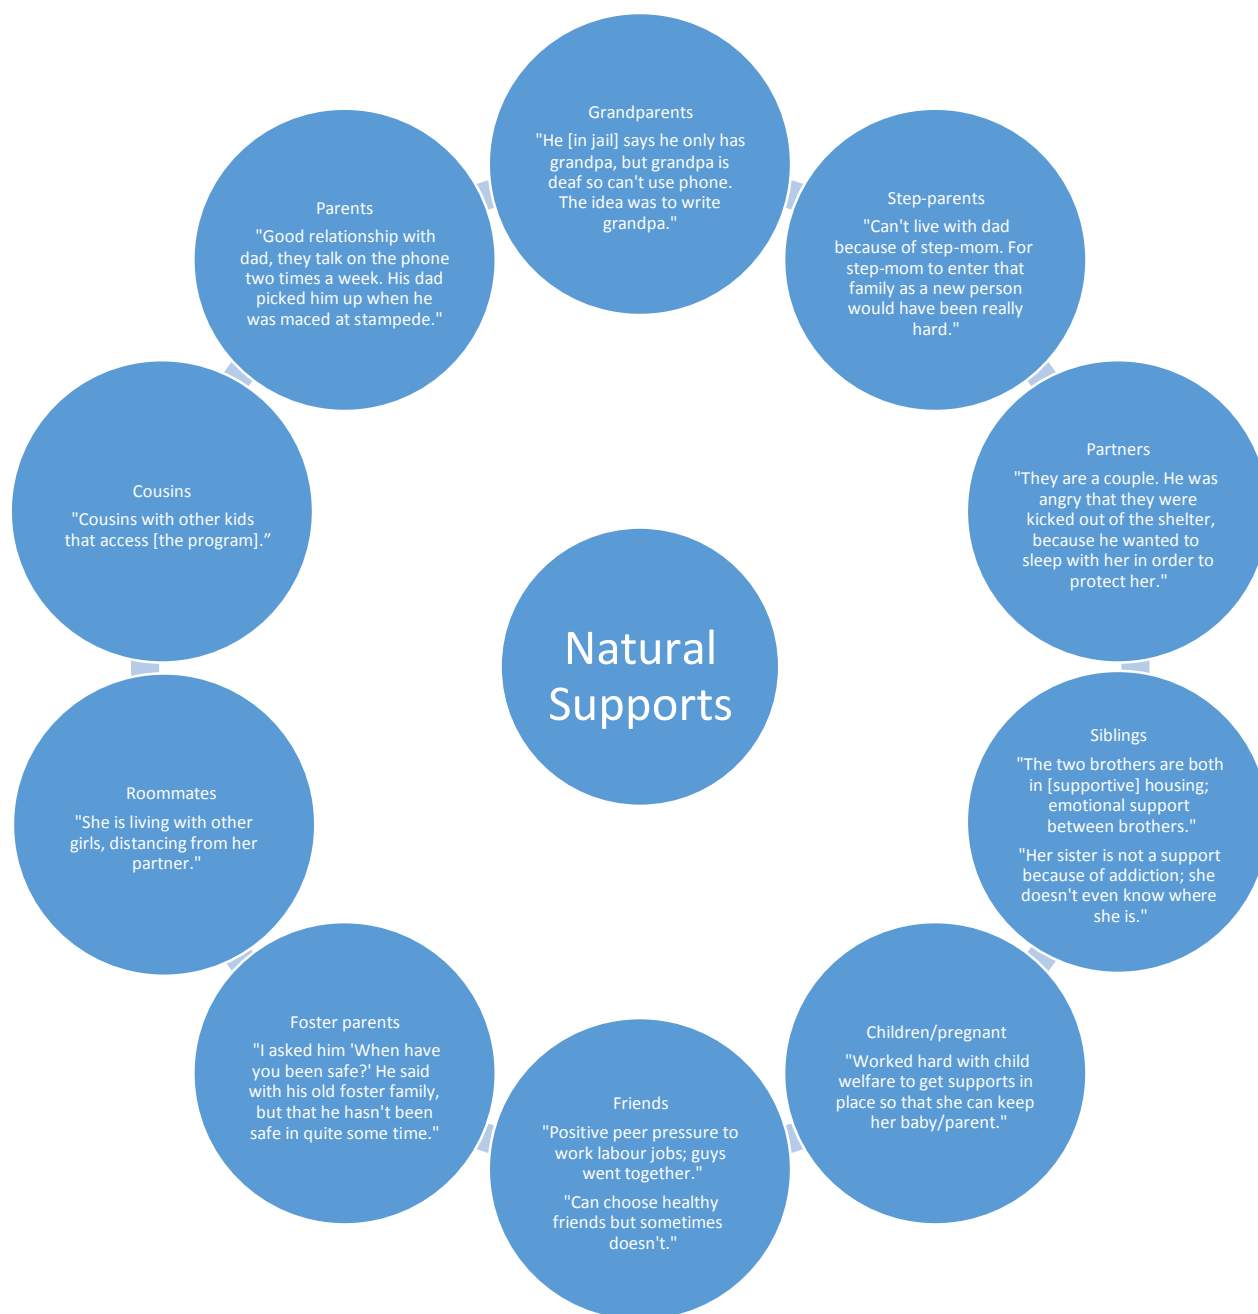 Grandparents
"He [in jail] says he only has
grandpa, but grandpa is
deaf so can't use phone.
The idea was to write
grandpa."
Step-parents
"Can't live with dad
because of step-mom. For
step-mom to enter that
family as a new person
would have been really
hard."
Partners
"They are a couple. He was
angry that they were
kicked out of the shelter,
because he wanted to
sleep with her in order to
protect her."
Siblings
"The two brothers are both
in [supportive] housing;
emotional support
between brothers."
"Her sister is not a support
because of addiction; she
doesn't even know where
she is."
Children/pregnant
"Worked hard with child
welfare to get supports in
place so that she can keep
her baby/parent."
Friends
"Positive peer pressure to
work labour jobs; guys
went together."
"Can choose healthy
friends but sometimes
doesn't."
Foster parents
"I asked him 'When have
you been safe?' He said
with his old foster family,
but that he hasn't been
safe in quite some time."
Roommates
"She is living with other
girls, distancing from her
partner."
Cousins
"Cousins with other kids
that access [the program].”
Parents
"Good relationship with
dad, they talk on the phone
two times a week. His dad
picked him up when he
was maced at stampede."
Natural
Supports